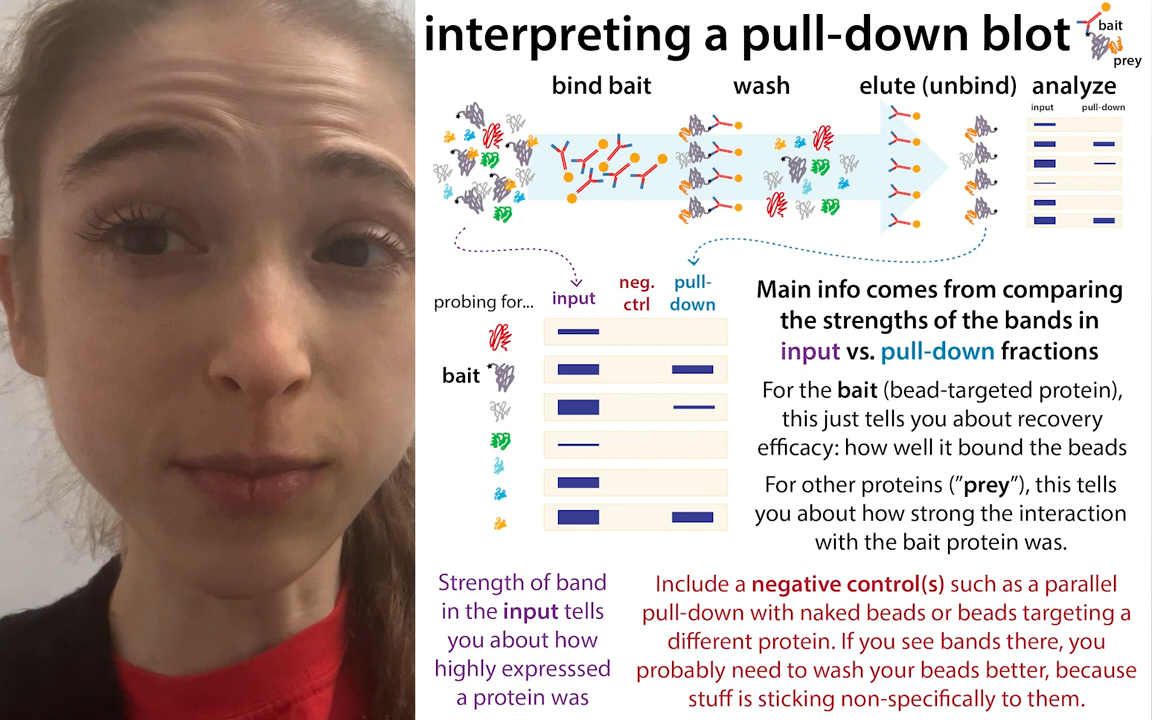 interpreting a pull-down blot
bait
prey
bind bait
wash
elute (unbind)
analyze
input
pull-down
probing for...
input
neg.
ctrl
pull-
down
bait
Main info comes from comparing
the strengths of the bands in
input vs. pull-down fractions
For the bait (bead-targeted protein),
this just tells you about recovery
efficacy: how well it bound the beads
For other proteins (”prey”), this tells
you about how strong the interaction
with the bait protein was.
Strength of band
in the input tells
you about how
highly expresssed
a protein was
Include a negative control(s) such as a parallel
pull-down with naked beads or beads targeting a
different protein. If you see bands there, you
probably need to wash your beads better, because
stuff is sticking non-specifically to them.